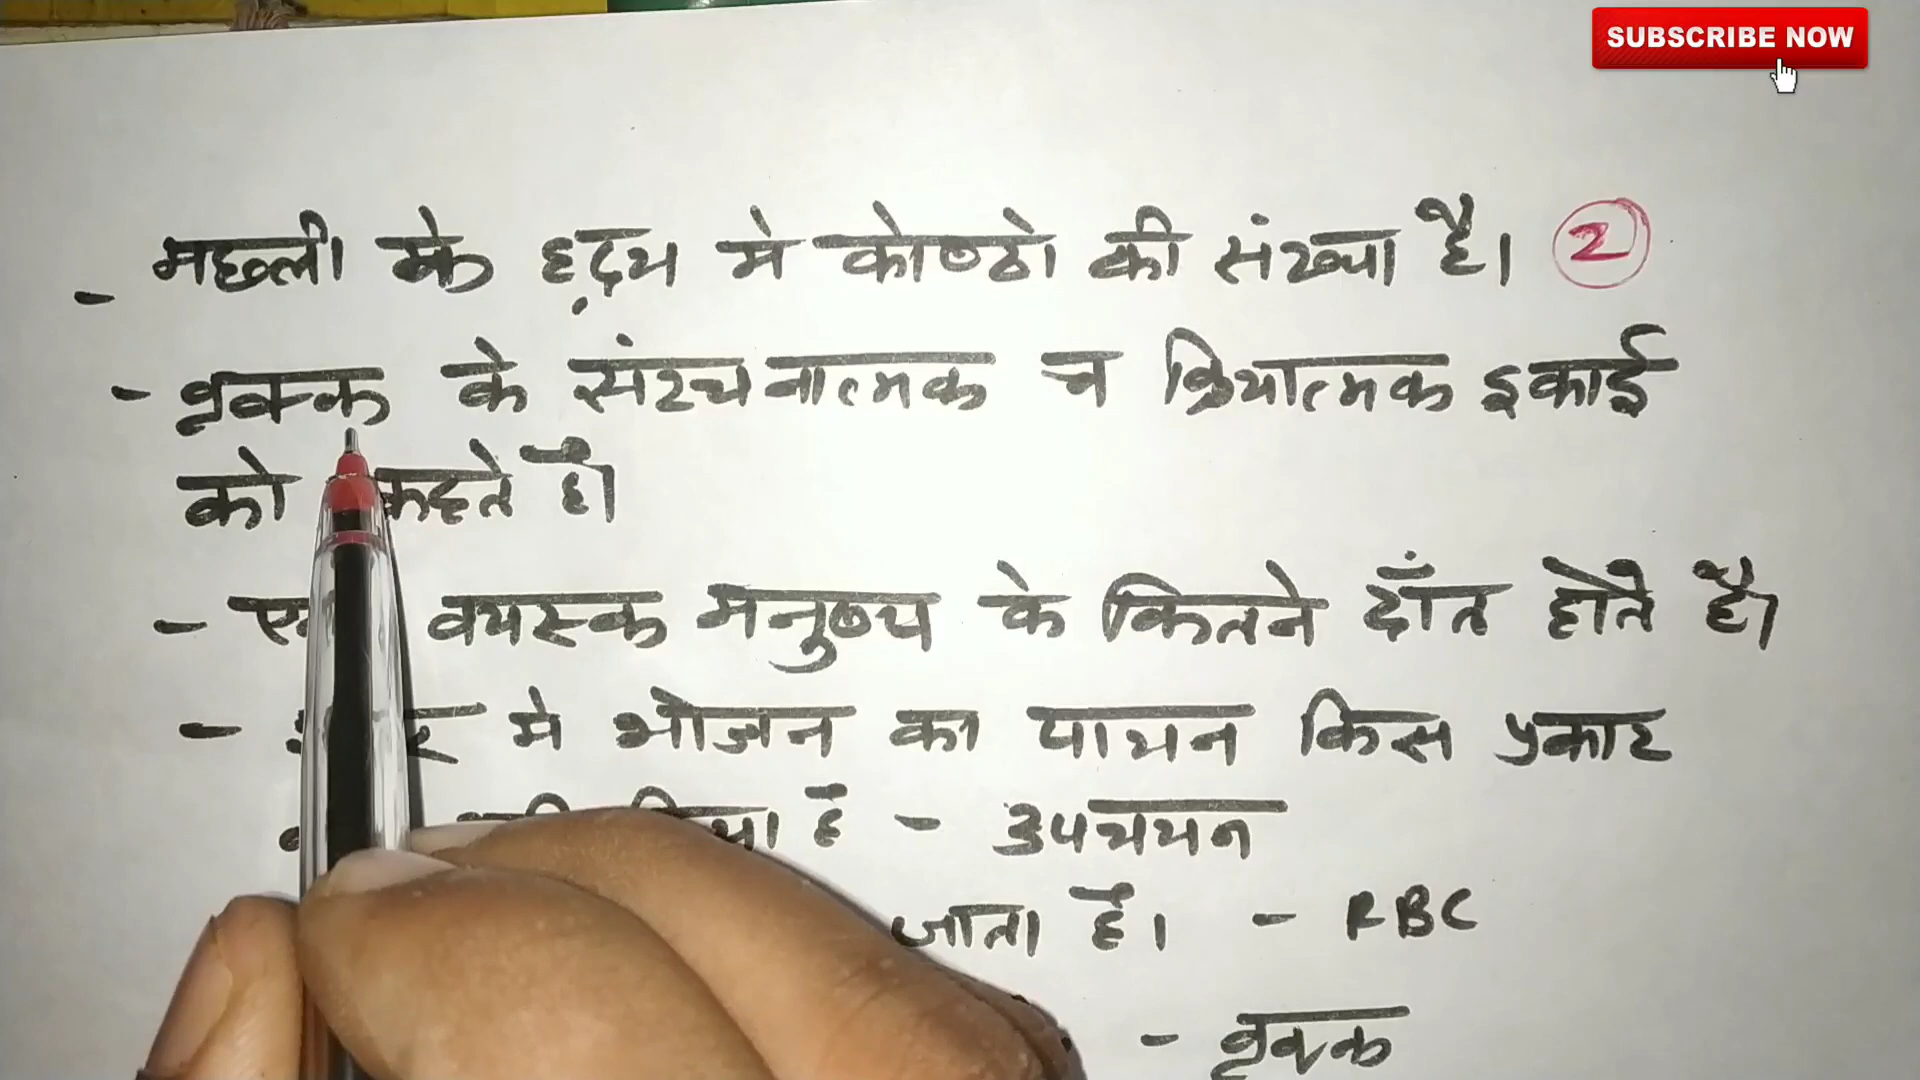 SUBSCRIBE NOW
- मछली के हृदय मे कोष्ठो की संख्या है। 2
- वृक्क के संरचनात्मक व क्रियात्मक इकाई
को कहते है।
- वयस्क मनुष्य के कितने दाँत होते है।
- मे भोजन का पाचन किस प्रकार
है - उपचयन
जाता है। - RBC
- वृक्क